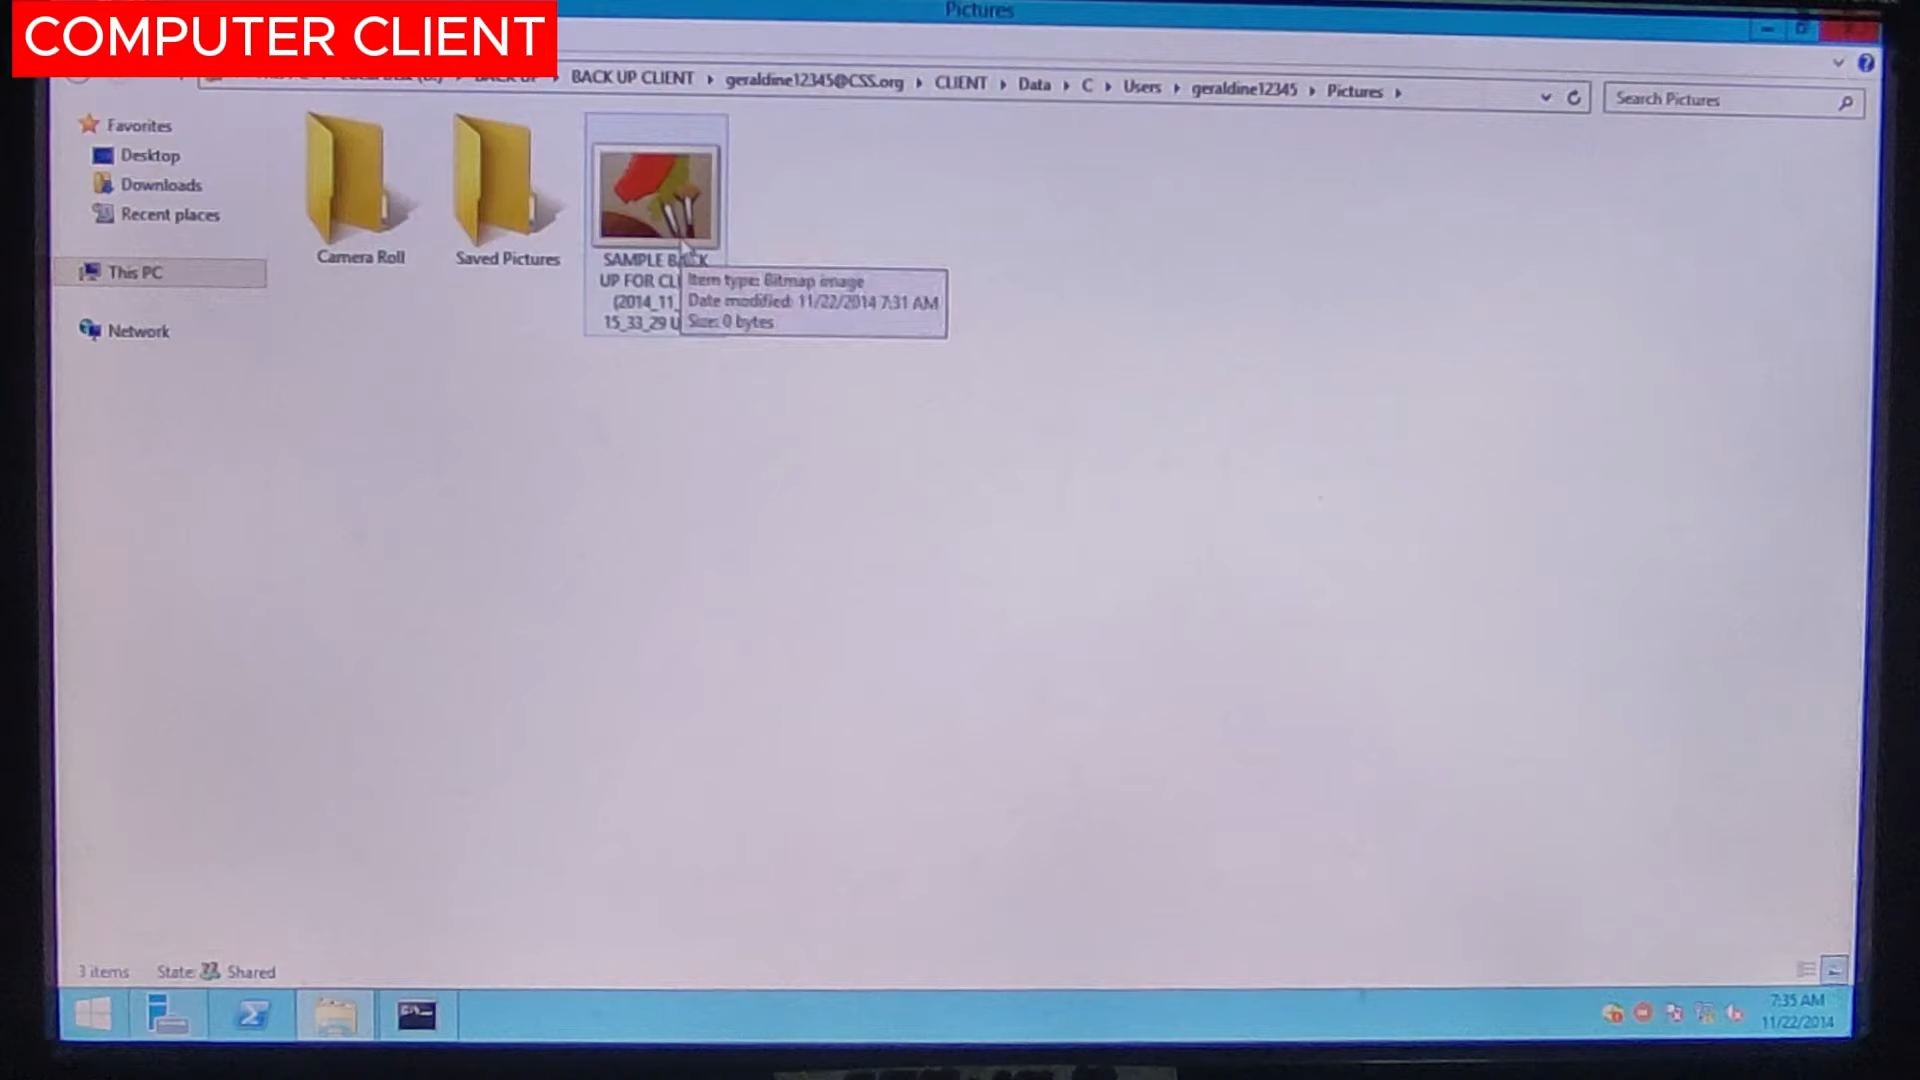 COMPUTER CLIENT
Pictures
BACK UP CLIENT geraldine12345@CSS.org CLIENT Data C Users geraldine12345 Pictures
Search Pictures
Favorites
Desktop
Downloads
Recent places
This PC
Network
Camera Roll
Saved Pictures
SAMPLE BACK
UP FOR CLI
(2014_11_
15_33_29 U
Item type: Bitmap image
Date modified: 11/22/2014 7:31 AM
Size: 0 bytes
3 items State: Shared
7:35 AM
11/22/2014